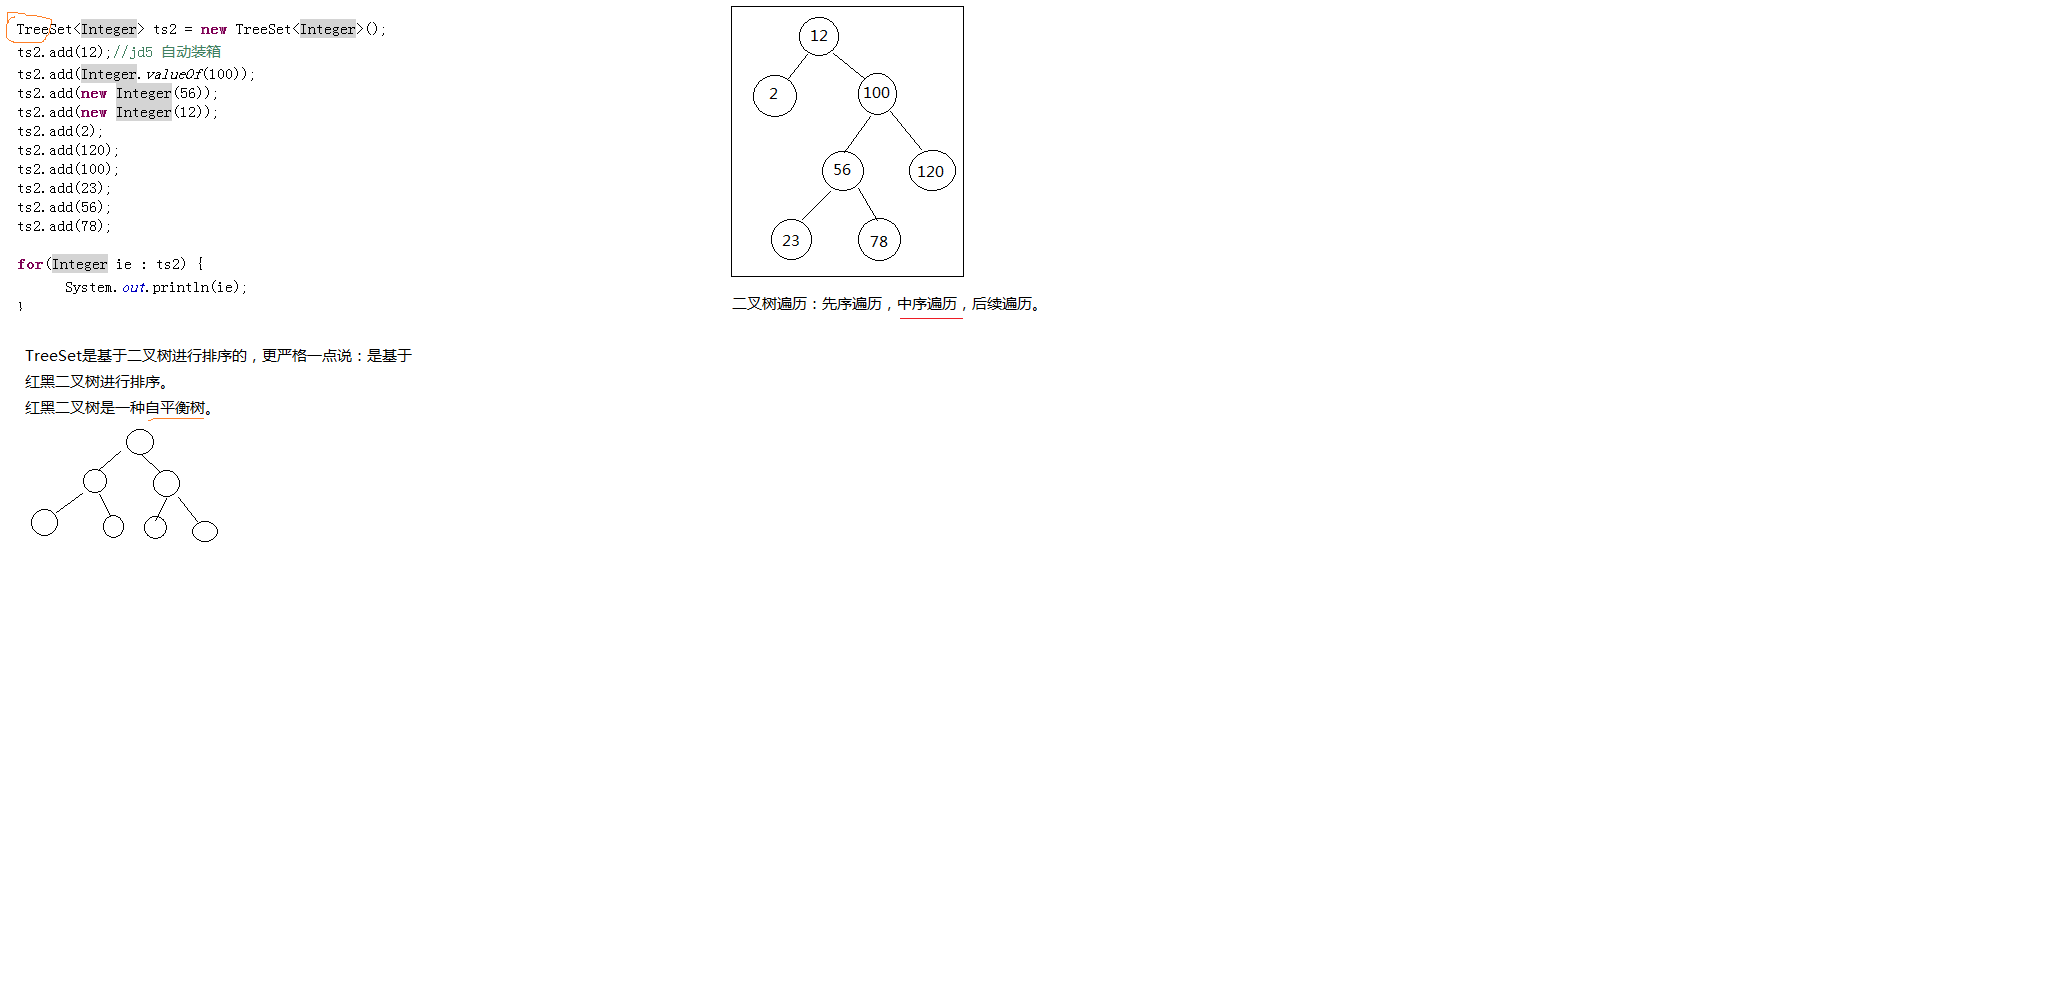 TreeSet<Integer> ts2 = new TreeSet<Integer>();
ts2.add(12);//jd5 自动装箱
ts2.add(Integer.valueOf(100));
ts2.add(new Integer(56));
ts2.add(new Integer(12));
ts2.add(2);
ts2.add(120);
ts2.add(100);
ts2.add(23);
ts2.add(56);
ts2.add(78);
for(Integer ie : ts2) {
System.out.println(ie);
}
TreeSet是基于二叉树进行排序的，更严格一点说：是基于
红黑二叉树进行排序。
红黑二叉树是一种自平衡树。
12
2
100
56
120
23
78
二叉树遍历：先序遍历，中序遍历，后续遍历。